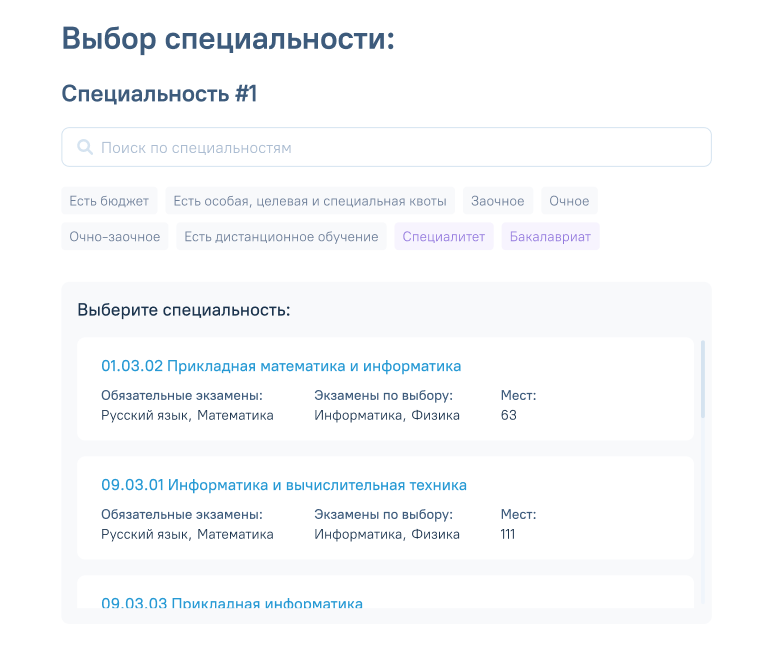 Выбор специальности:
Специальность #1
Поиск по специальностям
Есть бюджет Есть особая, целевая и специальная квоты Заочное Очное
Очно-заочное Есть дистанционное обучение Специалитет Бакалавриат
Выберите специальность:
01.03.02 Прикладная математика и информатика
Обязательные экзамены: Экзамены по выбору: Мест:
Русский язык, Математика Информатика, Физика 63
09.03.01 Информатика и вычислительная техника
Обязательные экзамены: Экзамены по выбору: Мест:
Русский язык, Математика Информатика, Физика 111
09.03.03 Прикладная информатика